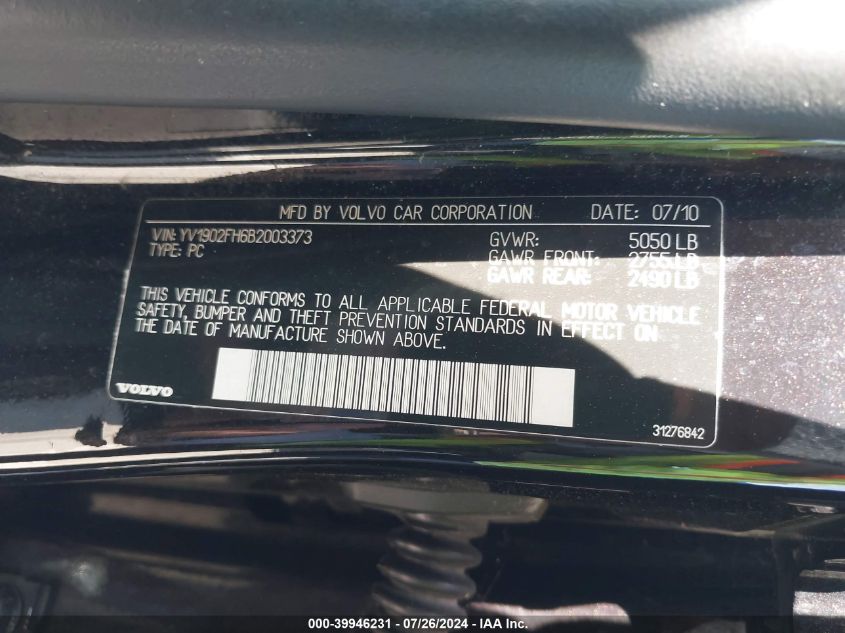 MFD BY VOLVO CAR CORPORATION DATE: 07/10
VIN: YV1902FH6B2003373 GVWR: 5050 LB
TYPE: PC GAWR FRONT: 2755 LB
GAWR REAR: 2490 LB
THIS VEHICLE CONFORMS TO ALL APPLICABLE FEDERAL MOTOR VEHICLE
SAFETY, BUMPER AND THEFT PREVENTION STANDARDS IN EFFECT ON
THE DATE OF MANUFACTURE SHOWN ABOVE.
VOLVO
31276842
000-39946231 / 07/26/2024 - IAA Inc.